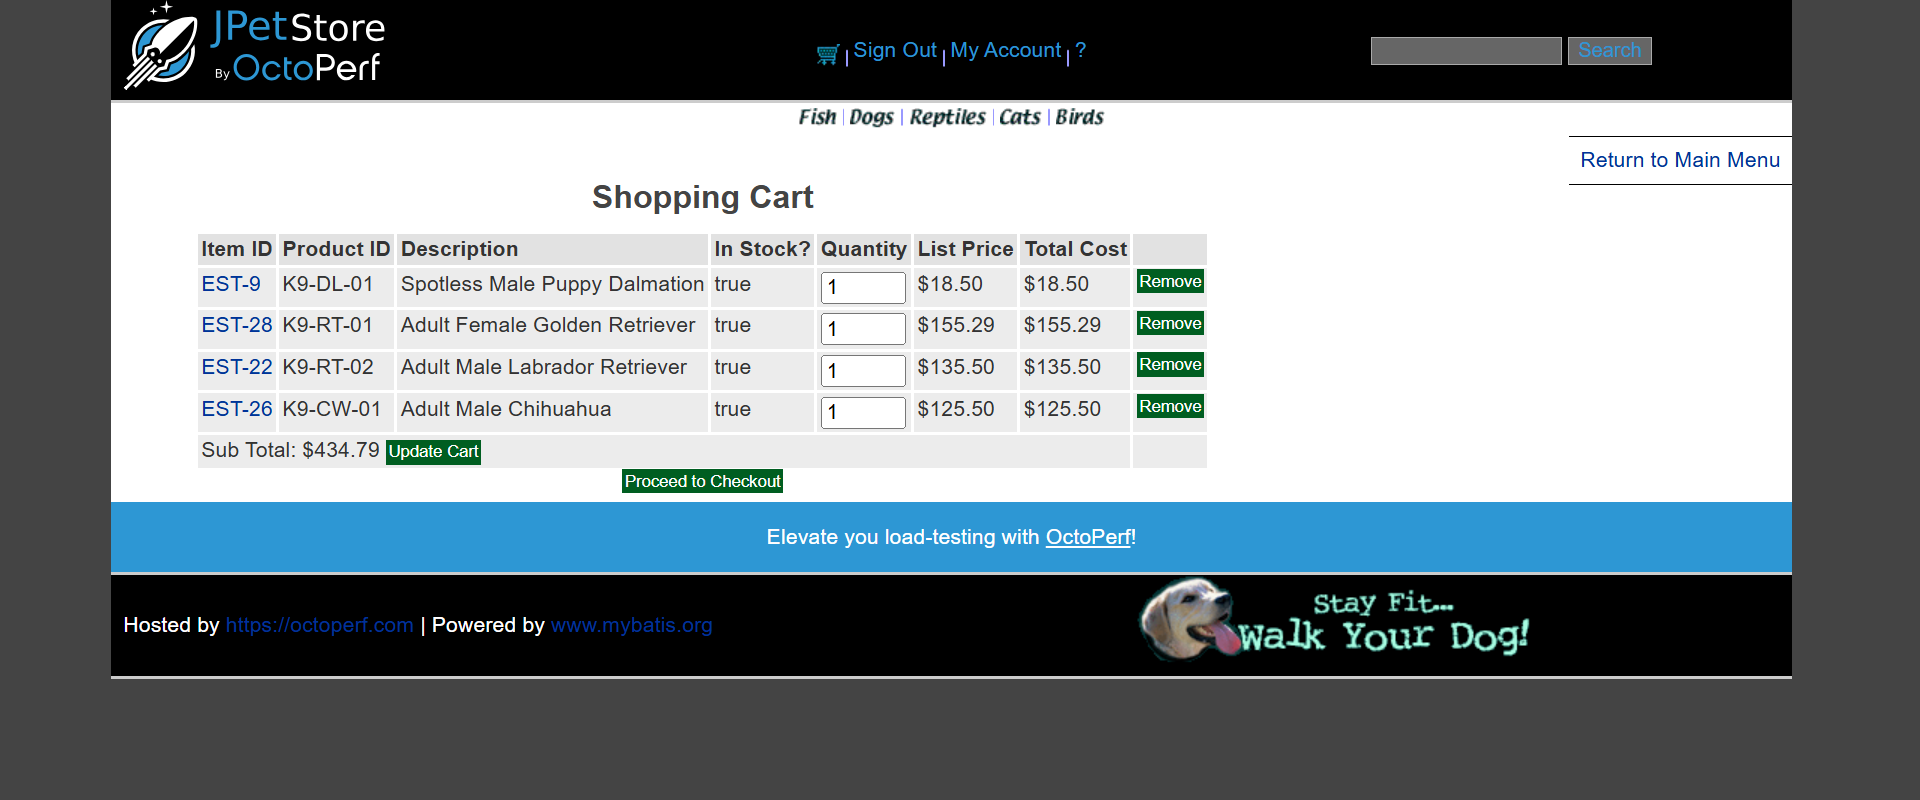 JPetStore
By OctoPerf
Sign Out My Account ?
Search
Fish Dogs Reptiles Cats Birds
Return to Main Menu
Shopping Cart
Item ID Product ID Description In Stock? Quantity List Price Total Cost
EST-9 K9-DL-01 Spotless Male Puppy Dalmation true 1 $18.50 $18.50 Remove
EST-28 K9-RT-01 Adult Female Golden Retriever true 1 $155.29 $155.29 Remove
EST-22 K9-RT-02 Adult Male Labrador Retriever true 1 $135.50 $135.50 Remove
EST-26 K9-CW-01 Adult Male Chihuahua true 1 $125.50 $125.50 Remove
Sub Total: $434.79 Update Cart
Proceed to Checkout
Elevate you load-testing with OctoPerf!
Stay Fit...
Walk Your Dog!
Hosted by https://octoperf.com | Powered by www.mybatis.org